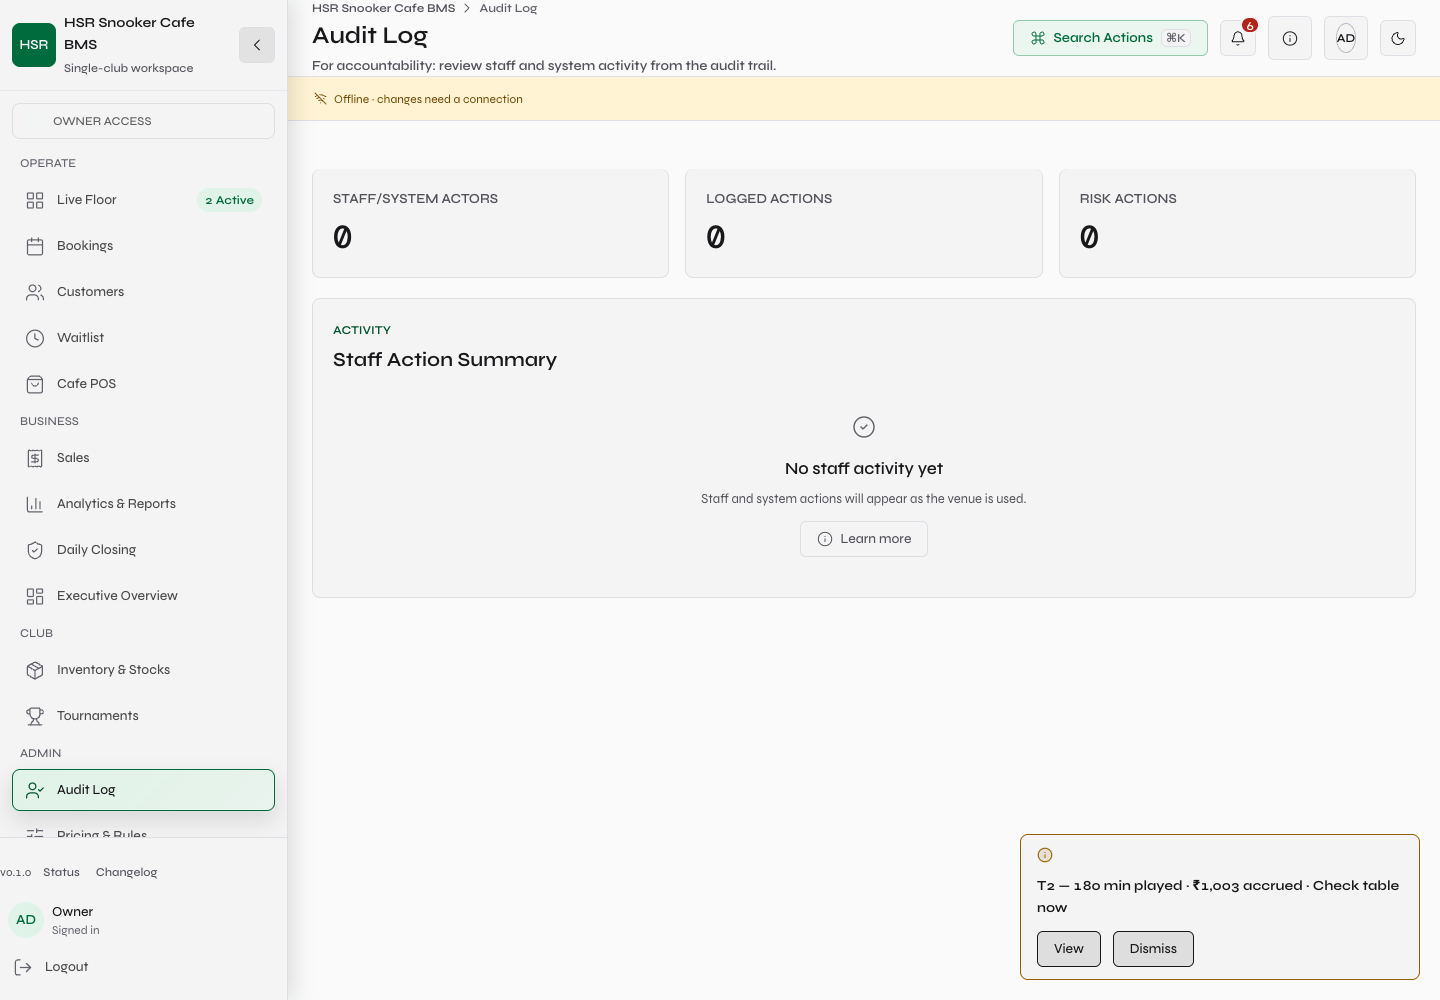 HSR
HSR Snooker Cafe
BMS
Single-club workspace
OWNER ACCESS
OPERATE
Live Floor
2 Active
Bookings
Customers
Waitlist
Cafe POS
BUSINESS
Sales
Analytics & Reports
Daily Closing
Executive Overview
CLUB
Inventory & Stocks
Tournaments
ADMIN
Audit Log
Pricing & Rules
v0.1.0
Status
Changelog
AD
Owner
Signed in
Logout
HSR Snooker Cafe BMS > Audit Log
Audit Log
For accountability: review staff and system activity from the audit trail.
Search Actions ⌘K
6
AD
Offline · changes need a connection
STAFF/SYSTEM ACTORS
0
LOGGED ACTIONS
0
RISK ACTIONS
0
ACTIVITY
Staff Action Summary
No staff activity yet
Staff and system actions will appear as the venue is used.
Learn more
T2 — 180 min played · ₹1,003 accrued · Check table
now
View
Dismiss